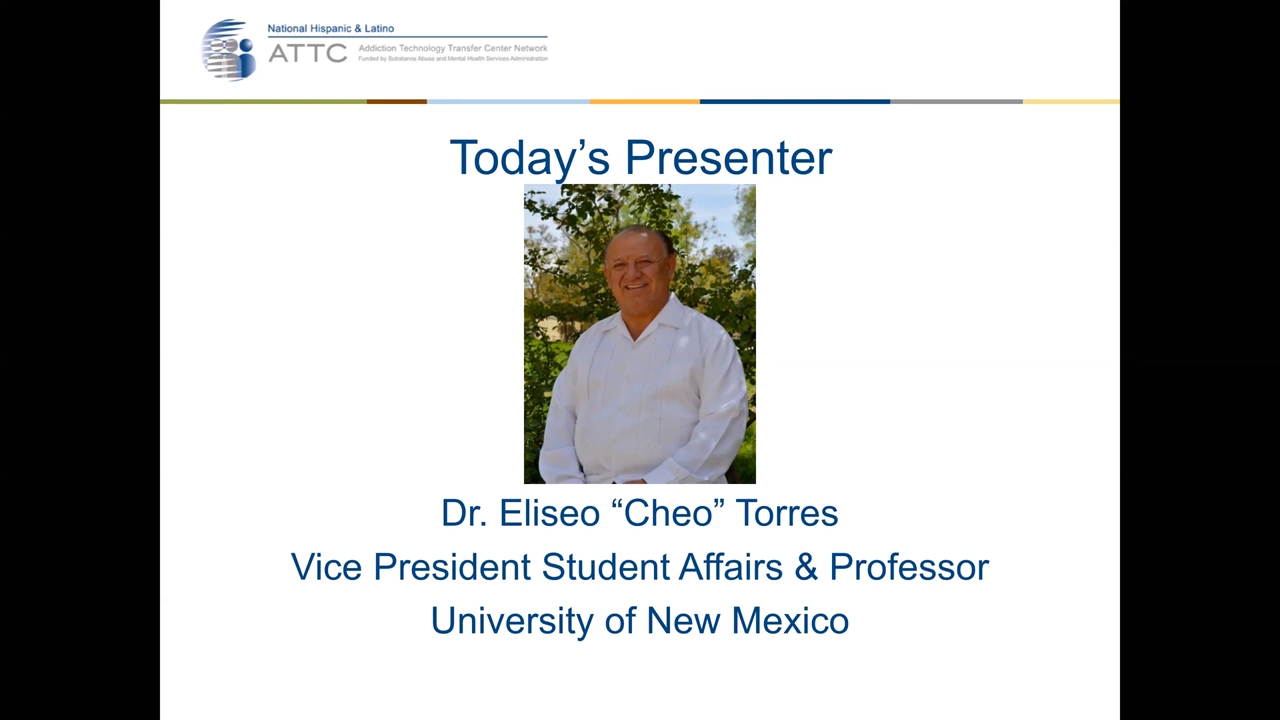 National Hispanic & Latino
ATTC
Addiction Technology Transfer Center Network
Funded by Substance Abuse and Mental Health Services Administration
Today’s Presenter
Dr. Eliseo “Cheo” Torres
Vice President Student Affairs & Professor
University of New Mexico